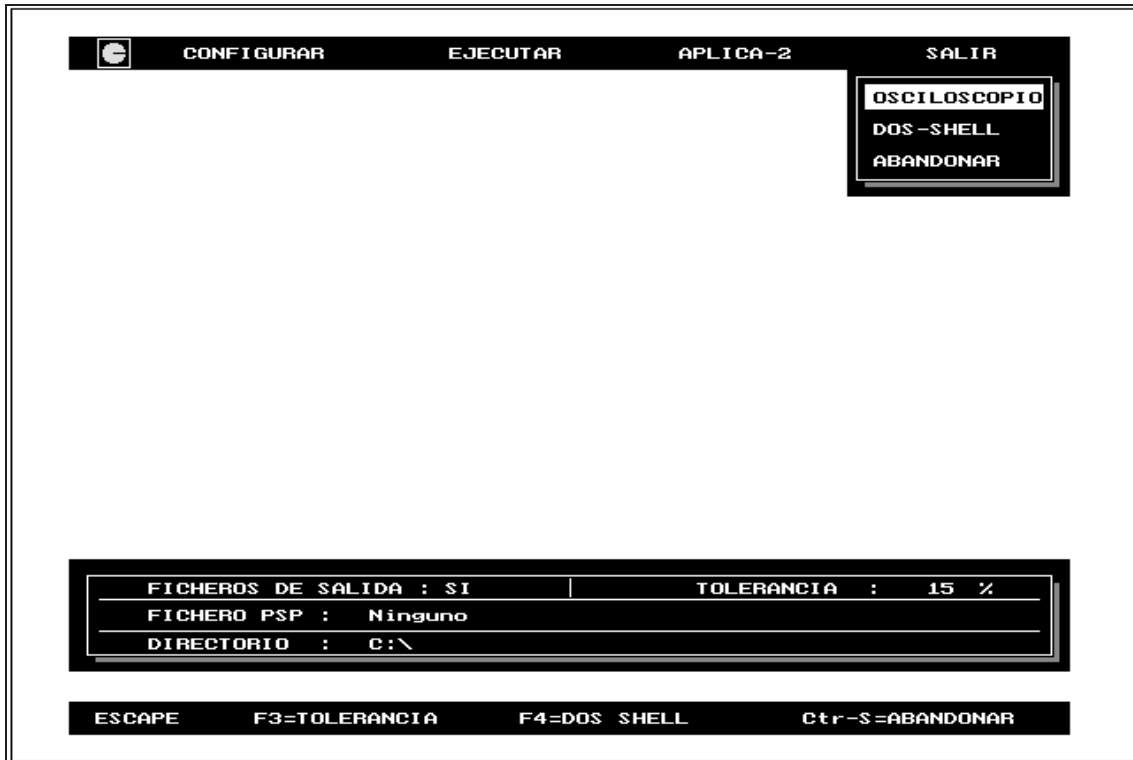 CONFIGURAR EJECUTAR APLICA-2 SALIR
OSCILOSCOPIO
DOS-SHELL
ABANDONAR
FICHEROS DE SALIDA : SI TOLERANCIA : 15 %
FICHERO PSP : Ninguno
DIRECTORIO : C:\
ESCAPE F3=TOLERANCIA F4=DOS SHELL Ctr-S=ABANDONAR